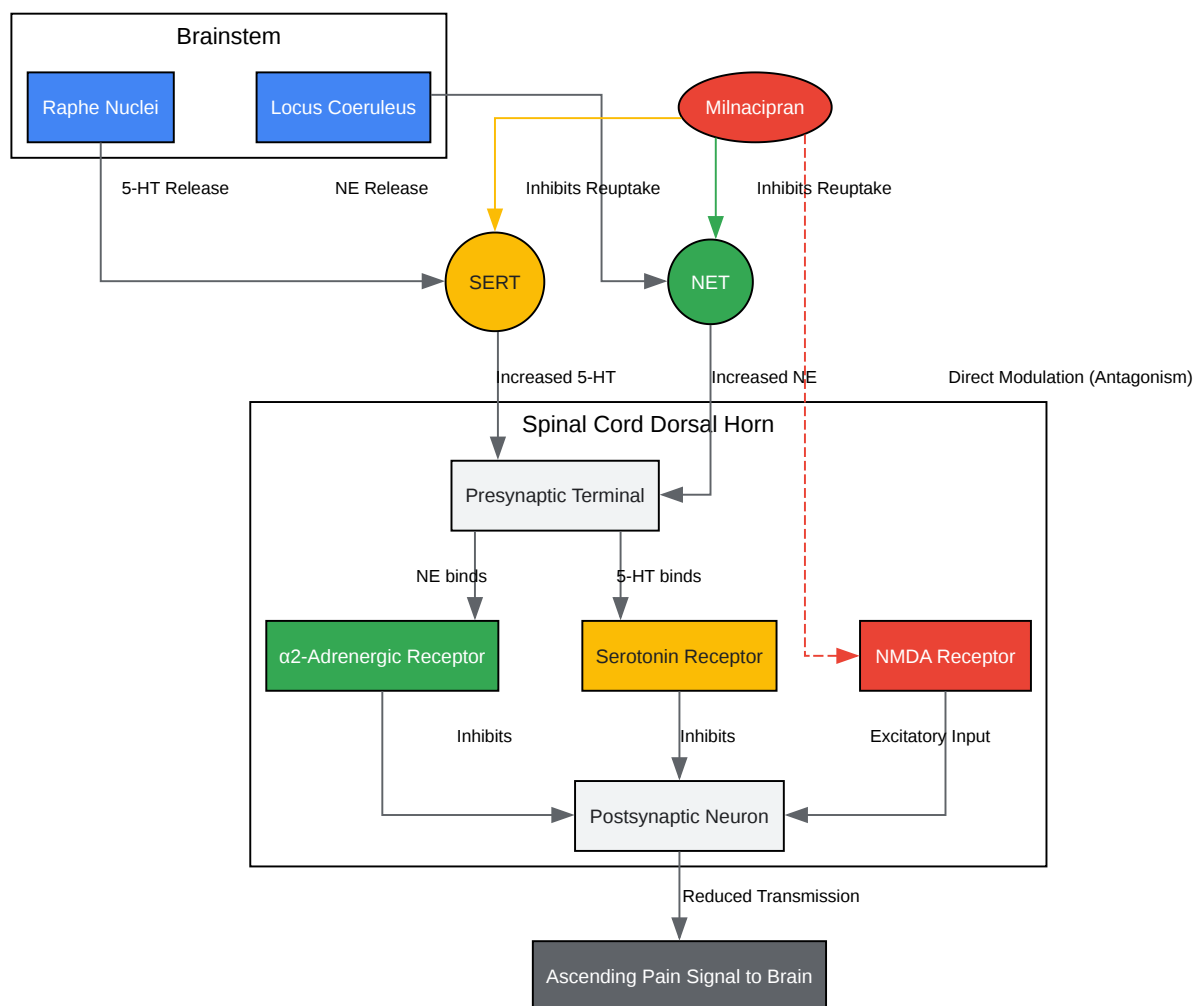 Brainstem
Raphe Nuclei
Locus Coeruleus
Milnacipran
5-HT Release
NE Release
Inhibits Reuptake
Inhibits Reuptake
SERT
NET
Increased 5-HT
Increased NE
Direct Modulation (Antagonism)
Spinal Cord Dorsal Horn
Presynaptic Terminal
NE binds
5-HT binds
α2-Adrenergic Receptor
Serotonin Receptor
NMDA Receptor
Inhibits
Inhibits
Excitatory Input
Postsynaptic Neuron
Reduced Transmission
Ascending Pain Signal to Brain